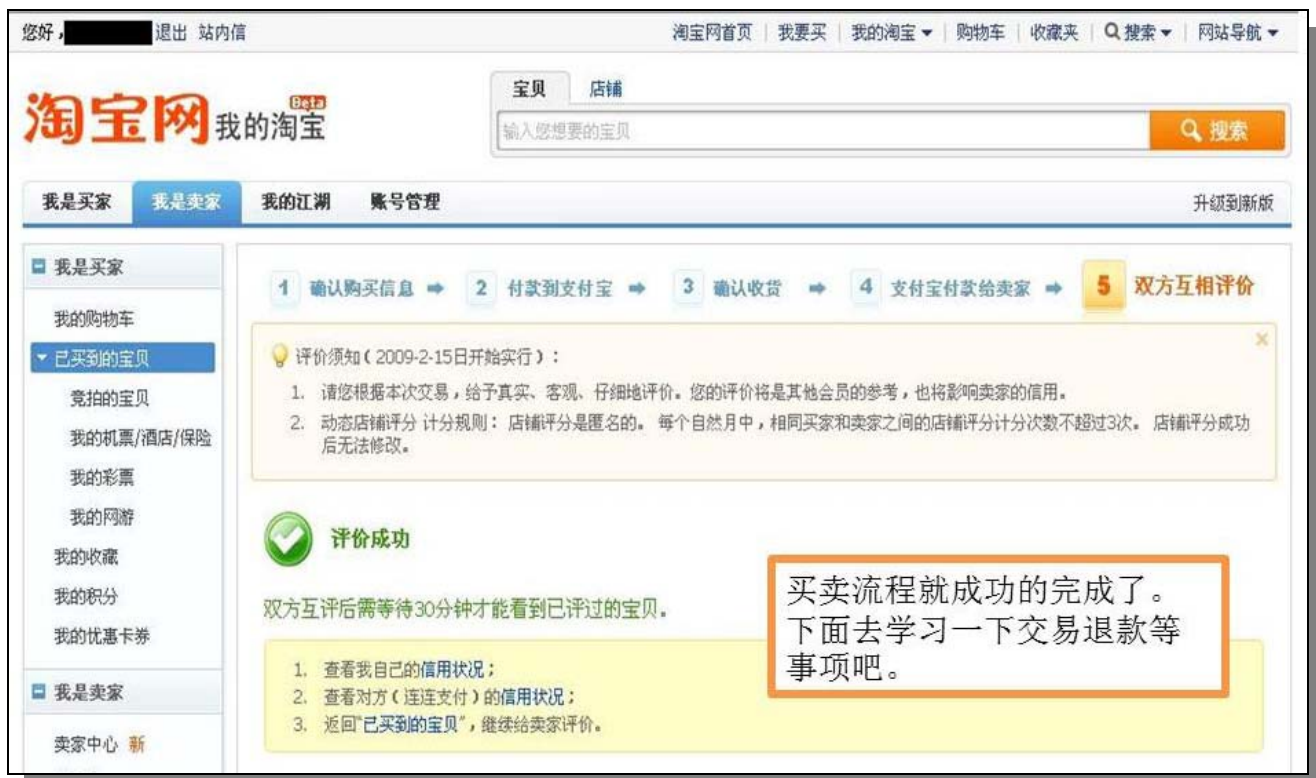 您好, 退出 站内信
淘宝网首页 | 我要买 | 我的淘宝 | 购物车 | 收藏夹 | 搜索 | 网站导航
淘宝网 我的淘宝 Beta
宝贝 店铺
输入您想要的宝贝
搜索
我是买家 我是卖家 我的江湖 账号管理 升级到新版
我是买家
我的购物车
已买到的宝贝
竞拍的宝贝
我的机票/酒店/保险
我的彩票
我的网游
我的收藏
我的积分
我的优惠卡券
我是卖家
卖家中心 新
1 确认购买信息 ➡ 2 付款到支付宝 ➡ 3 确认收货 ➡ 4 支付宝付款给卖家 ➡ 5 双方互相评价
评价须知(2009-2-15日开始实行):
1. 请您根据本次交易,给予真实、客观、仔细地评价。您的评价将是其他会员的参考,也将影响卖家的信用。
2. 动态店铺评分 计分规则: 店铺评分是匿名的。 每个自然月中,相同买家和卖家之间的店铺评分计分次数不超过3次。 店铺评分成功
后无法修改。
评价成功
双方互评后需等待30分钟才能看到已评过的宝贝。
1. 查看我自己的信用状况;
2. 查看对方(连连支付)的信用状况;
3. 返回"已买到的宝贝",继续给卖家评价。
买卖流程就成功的完成了。
下面去学习一下交易退款等
事项吧。